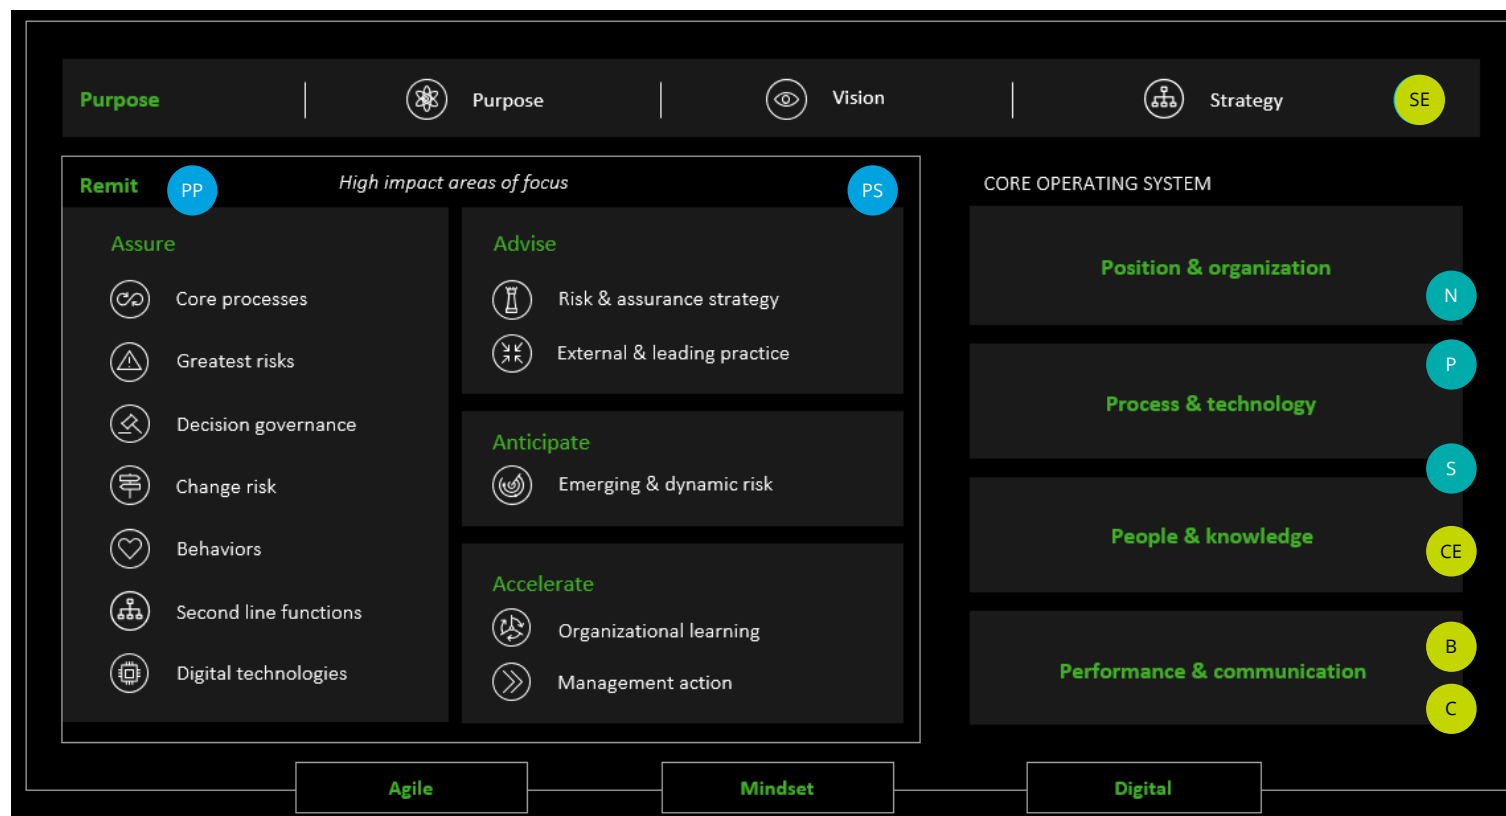 Purpose
Purpose
Vision
Strategy
SE
Remit
PP
High impact areas of focus
PS
Assure
Core processes
Greatest risks
Decision governance
Change risk
Behaviors
Second line functions
Digital technologies
Advise
Risk & assurance strategy
External & leading practice
Anticipate
Emerging & dynamic risk
Accelerate
Organizational learning
Management action
CORE OPERATING SYSTEM
Position & organization
N
P
Process & technology
S
People & knowledge
CE
Performance & communication
B
C
Agile
Mindset
Digital